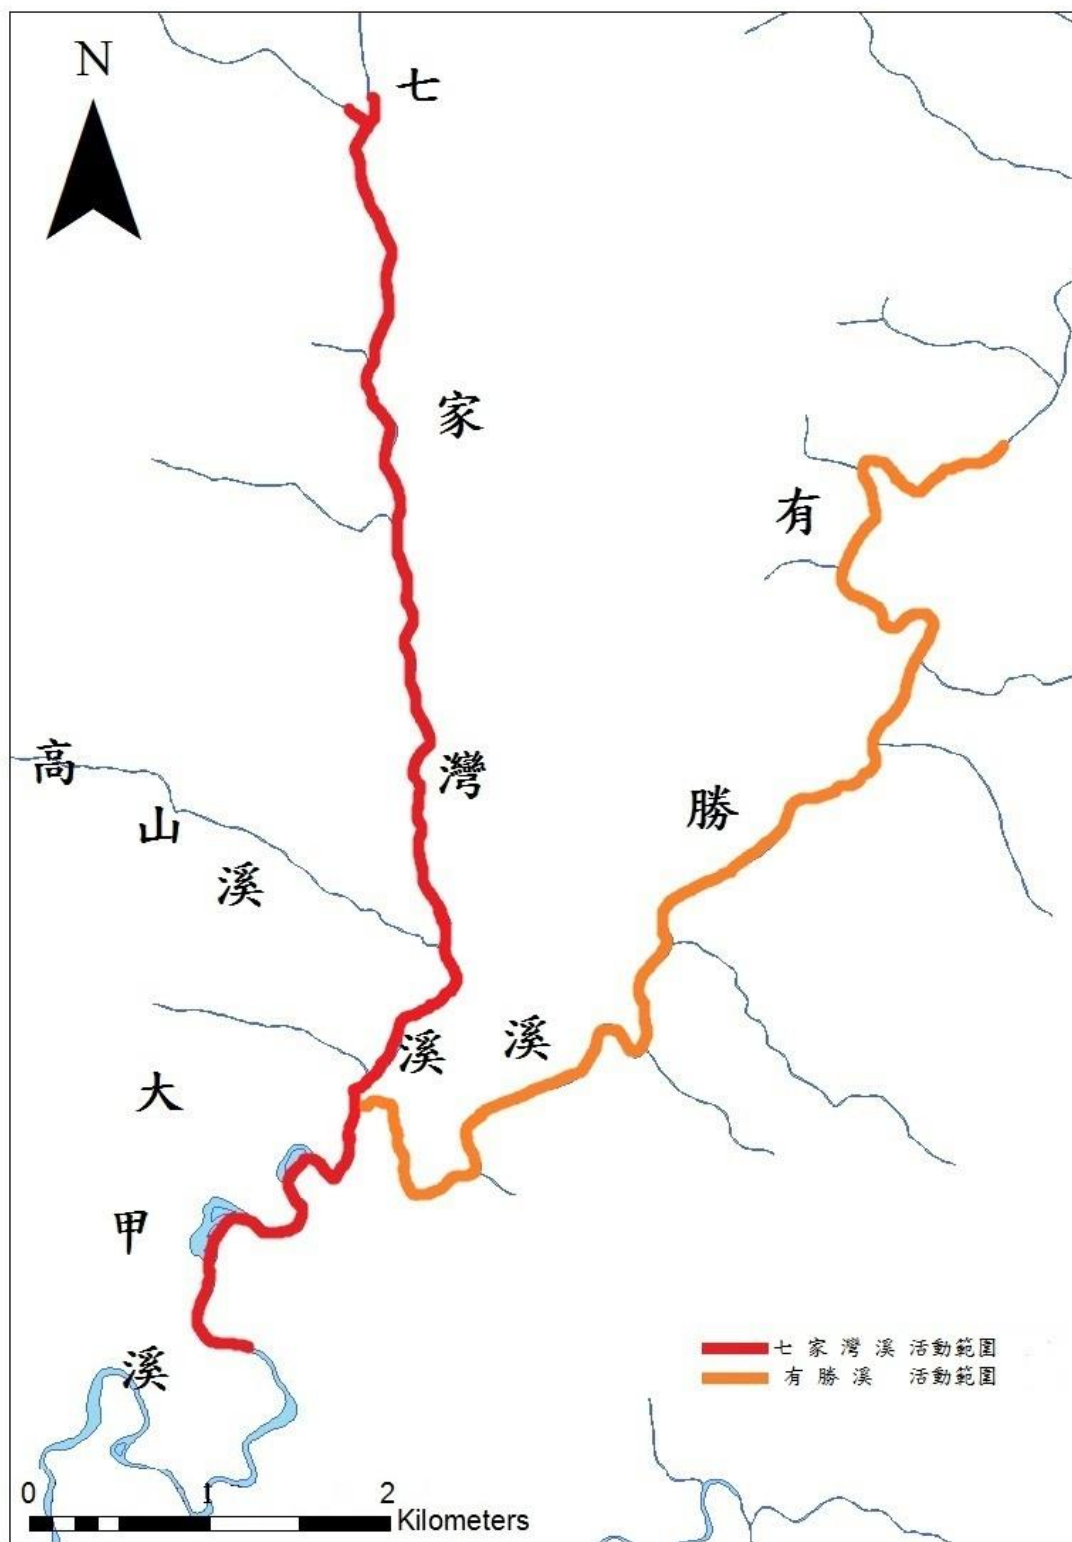 N
七家灣溪
有勝溪
高山溪
大甲溪
七 家 灣 溪 活動範圍
有 勝 溪 活動範圍
0 1 2
Kilometers